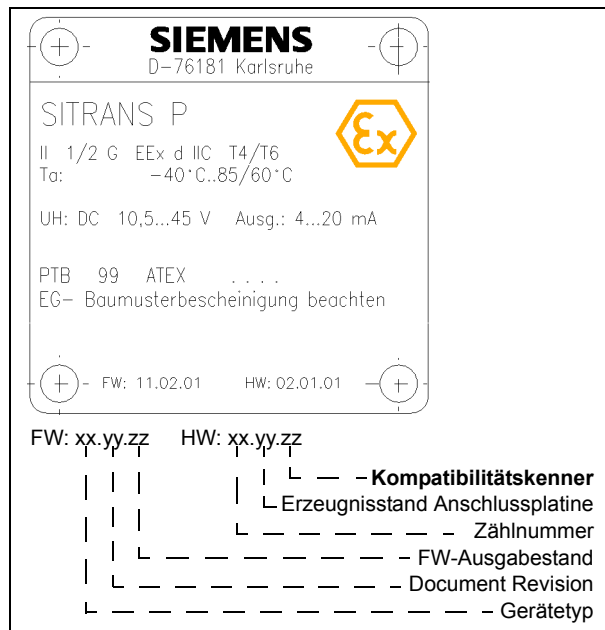 SIEMENS
D-76181 Karlsruhe
SITRANS P
Ex
II 1/2 G EEx d IIC T4/T6
Ta: -40°C..85/60°C
UH: DC 10,5...45 V Ausg.: 4...20 mA
PTB 99 ATEX . . . .
EG- Baumusterbescheinigung beachten
FW: 11.02.01 HW: 02.01.01
FW: xx.yy.zz HW: xx.yy.zz
Kompatibilitätskenner
Erzeugnisstand Anschlussplatine
Zählnummer
FW-Ausgabestand
Document Revision
Gerätetyp